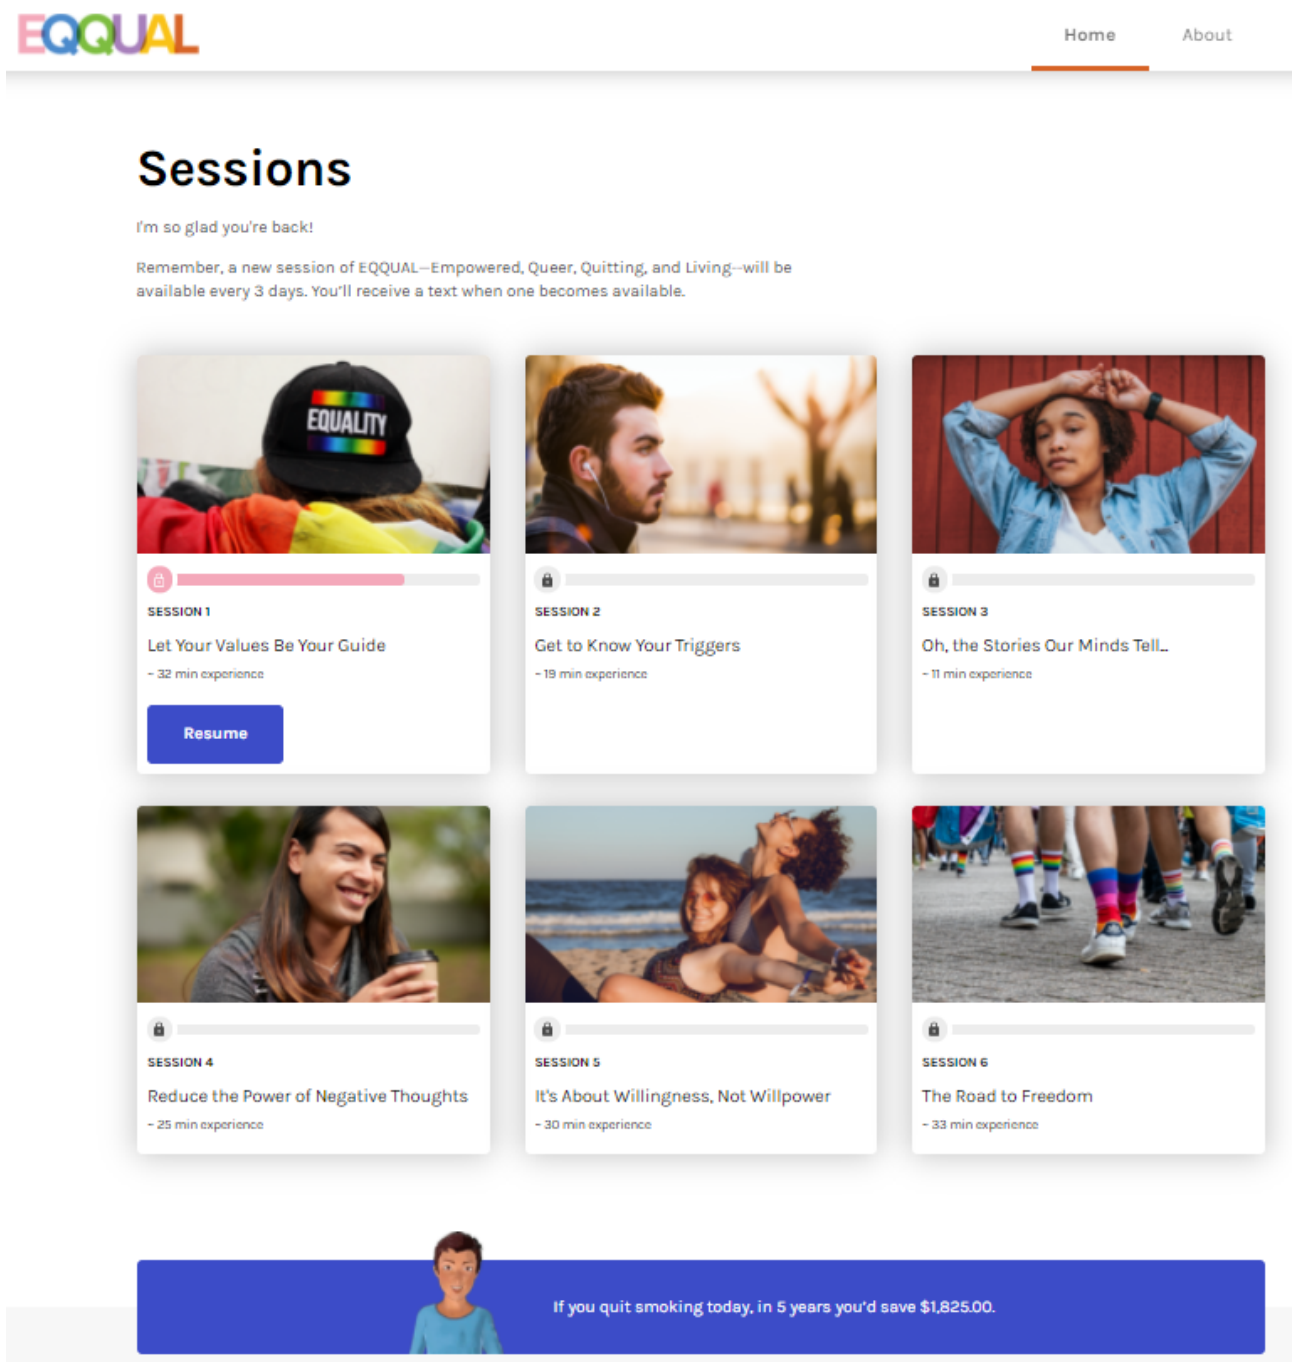 EQQUAL
Home
About
Sessions
I'm so glad you're back!
Remember, a new session of EQQUAL—Empowered, Queer, Quitting, and Living--will be
available every 3 days. You'll receive a text when one becomes available.
EQUALITY
SESSION 1
Let Your Values Be Your Guide
~ 32 min experience
Resume
SESSION 2
Get to Know Your Triggers
~ 19 min experience
SESSION 3
Oh, the Stories Our Minds Tell...
~ 11 min experience
SESSION 4
Reduce the Power of Negative Thoughts
~ 25 min experience
SESSION 5
It's About Willingness, Not Willpower
~ 30 min experience
SESSION 6
The Road to Freedom
~ 33 min experience
If you quit smoking today, in 5 years you'd save $1,825.00.